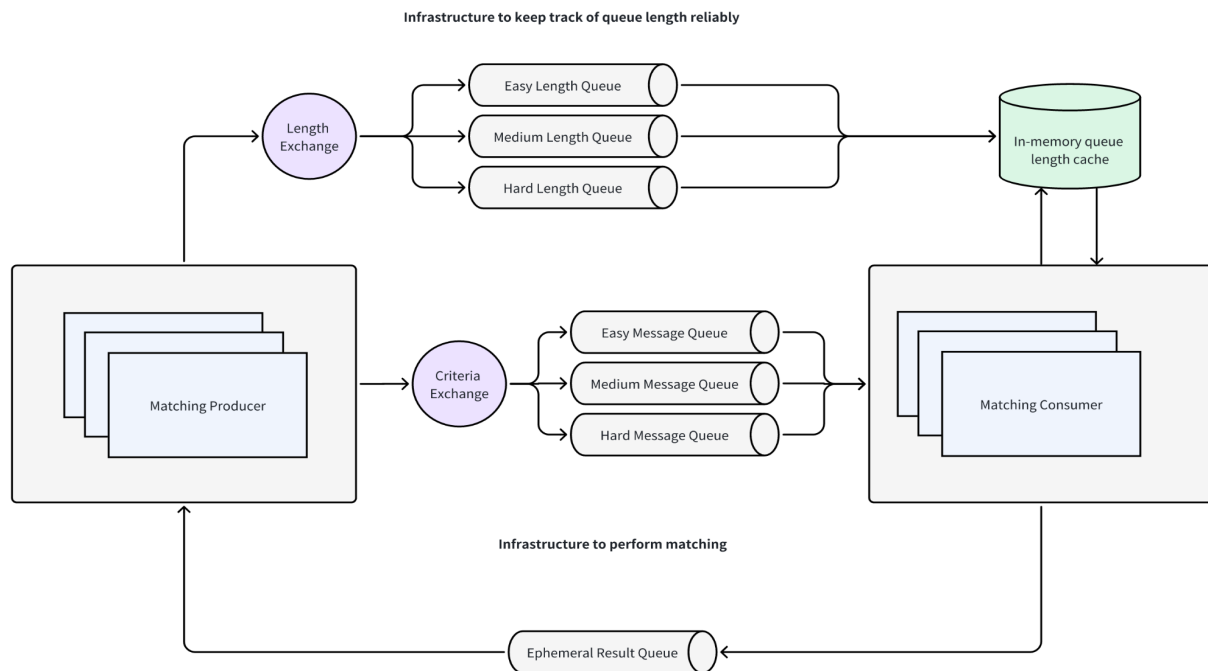 Infrastructure to keep track of queue length reliably
Easy Length Queue
Length
Exchange
Medium Length Queue
Hard Length Queue
In-memory queue
length cache
Easy Message Queue
Criteria
Exchange
Medium Message Queue
Hard Message Queue
Matching Producer
Matching Consumer
Infrastructure to perform matching
Ephemeral Result Queue